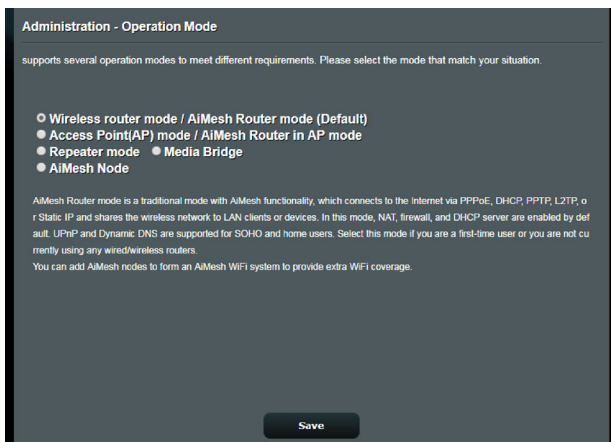 Administration - Operation Mode
supports several operation modes to meet different requirements. Please select the mode that match your situation.
Wireless router mode / AiMesh Router mode (Default)
Access Point(AP) mode / AiMesh Router in AP mode
Repeater mode Media Bridge
AiMesh Node
AiMesh Router mode is a traditional mode with AiMesh functionality, which connects to the Internet via PPPoE, DHCP, PPTP, L2TP, o
r Static IP and shares the wireless network to LAN clients or devices. In this mode, NAT, firewall, and DHCP server are enabled by def
ault. UPnP and Dynamic DNS are supported for SOHO and home users. Select this mode if you are a first-time user or you are not cu
rrently using any wired/wireless routers.
You can add AiMesh nodes to form an AiMesh WiFi system to provide extra WiFi coverage.
Save